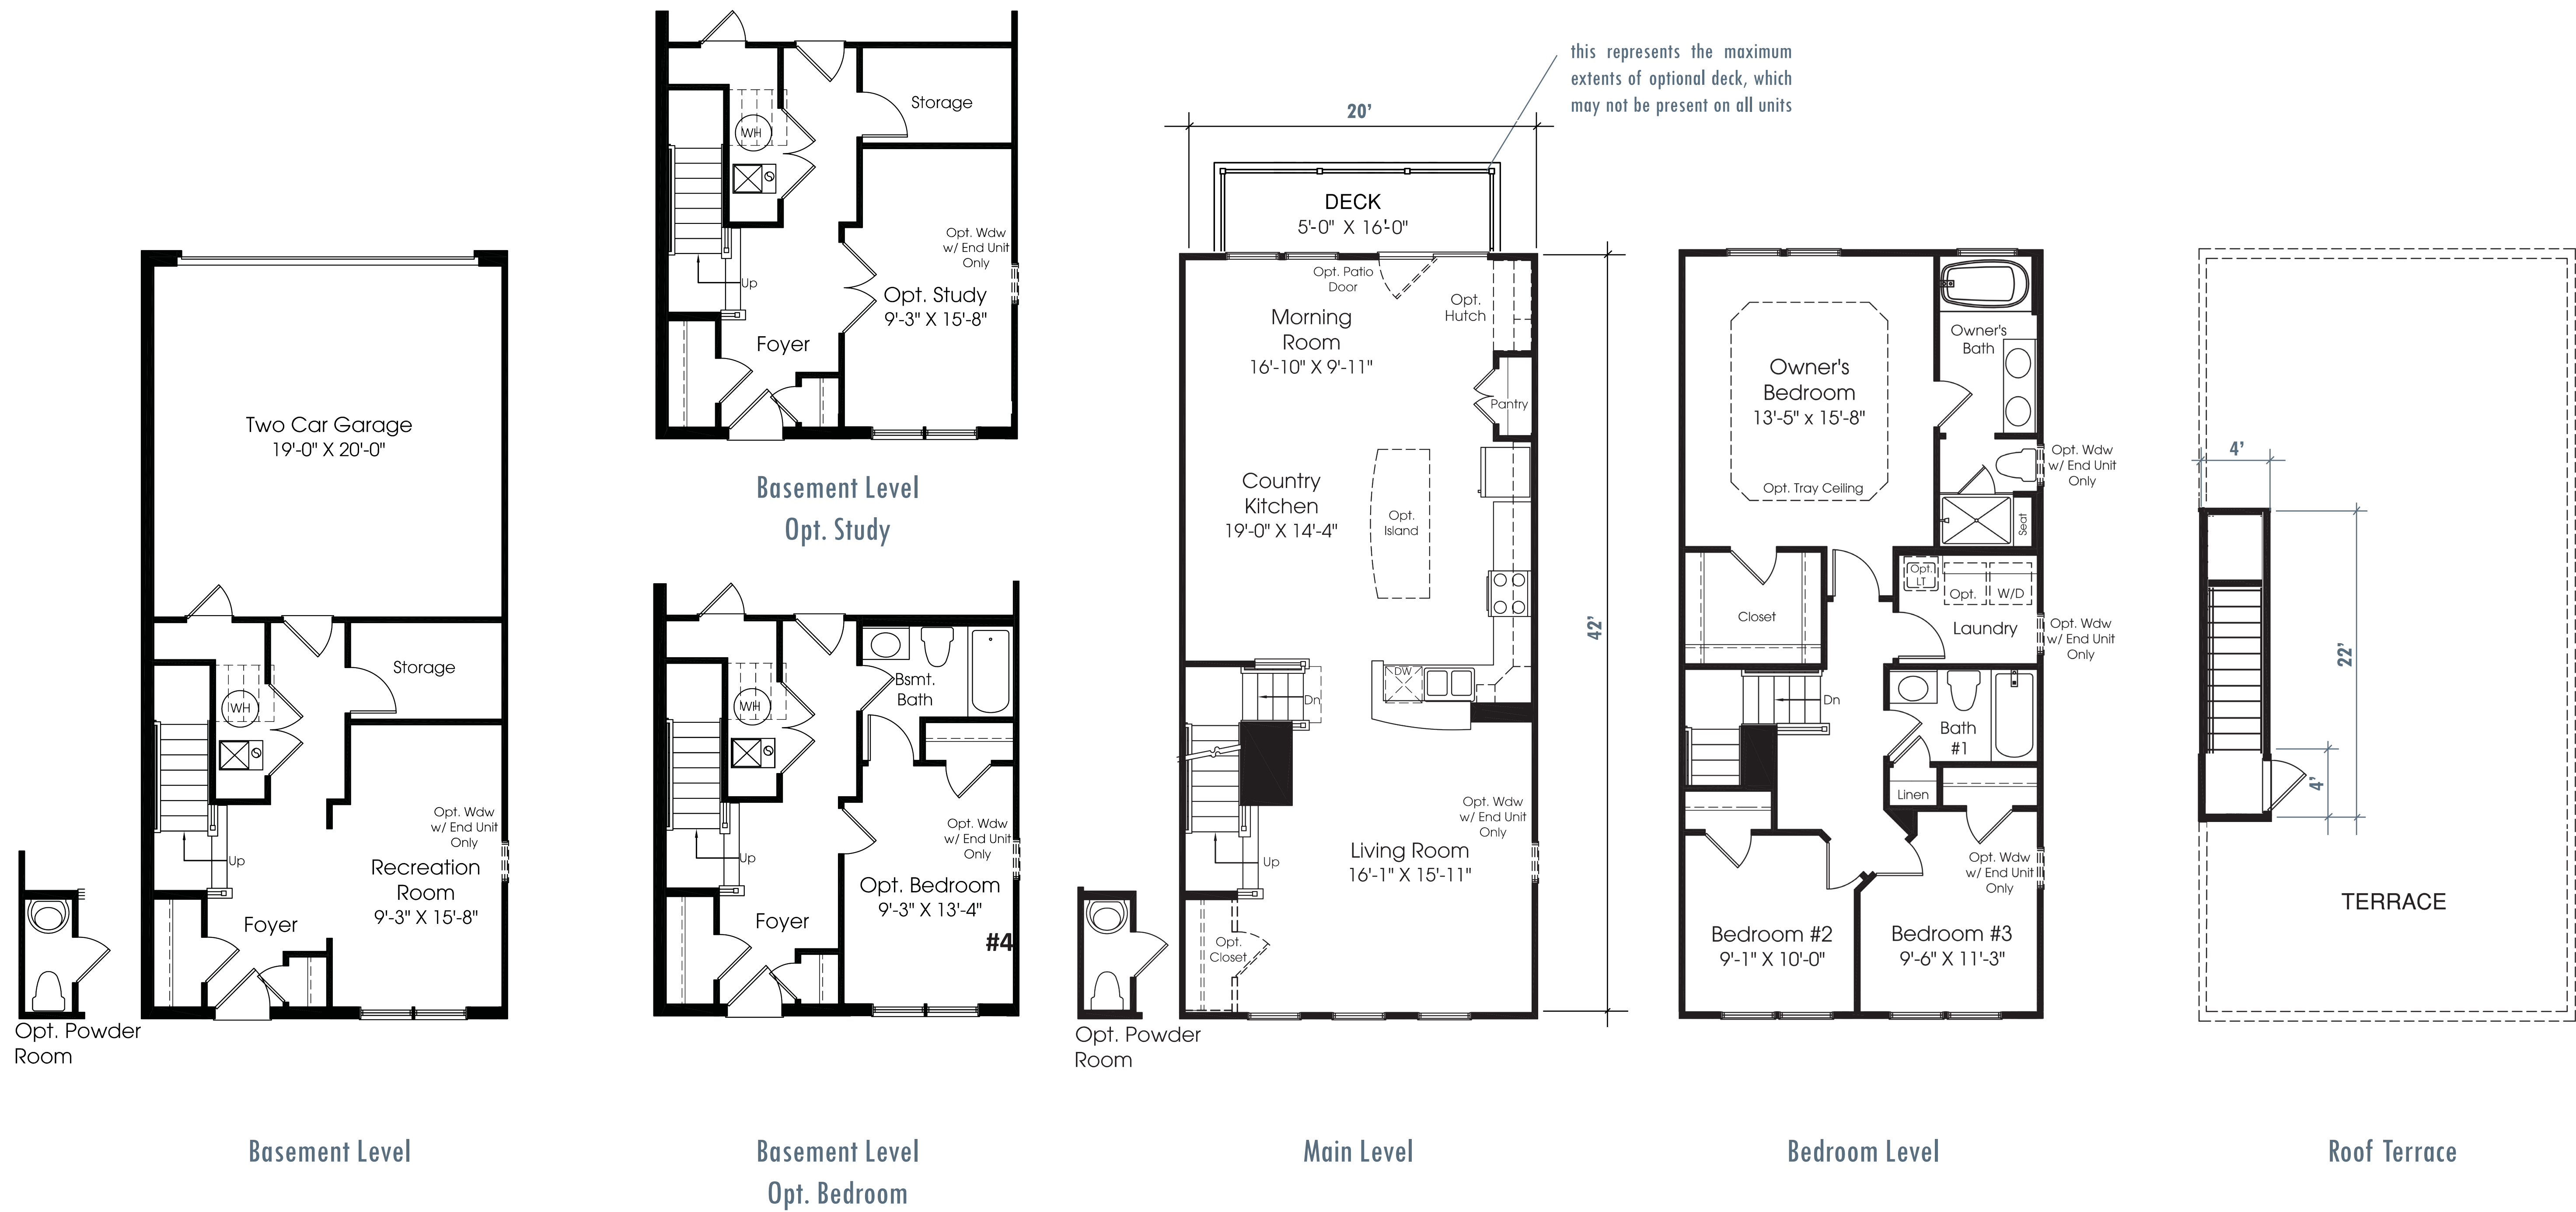 Two Car Garage
19'-0" X 20'-0"
Storage
WH
Opt. Wdw
w/ End Unit
Only
Up
Recreation
Room
9'-3" X 15'-8"
Foyer
Opt. Powder
Room
Basement Level
Storage
WH
Opt. Wdw
w/ End Unit
Only
Up
Opt. Study
9'-3" X 15'-8"
Foyer
Basement Level
Opt. Study
Bsmt.
Bath
WH
Opt. Wdw
w/ End Unit
Only
Up
Opt. Bedroom
9'-3" X 13'-4"
#4
Foyer
Basement Level
Opt. Bedroom
this represents the maximum
extents of optional deck, which
may not be present on all units
20’
DECK
5'-0" X 16'-0"
Opt. Patio
Door
Opt.
Hutch
Morning
Room
16'-10" X 9'-11"
Pantry
Country
Kitchen
19'-0" X 14'-4"
Opt.
Island
42’
DW
Dn
Opt. Wdw
w/ End Unit
Only
Living Room
16'-1" X 15'-11"
Up
Opt.
Closet
Opt. Powder
Room
Main Level
Owner's
Bath
Owner's
Bedroom
13'-5" x 15'-8"
Opt. Tray Ceiling
Opt. Wdw
w/ End Unit
Only
Seat
Opt.
LT
Opt.
W/D
Closet
Laundry
Opt. Wdw
w/ End Unit
Only
Dn
Bath
#1
Linen
Opt. Wdw
w/ End Unit
Only
Bedroom #2
9'-1" X 10'-0"
Bedroom #3
9'-6" X 11'-3"
Bedroom Level
4’
22’
4’
TERRACE
Roof Terrace